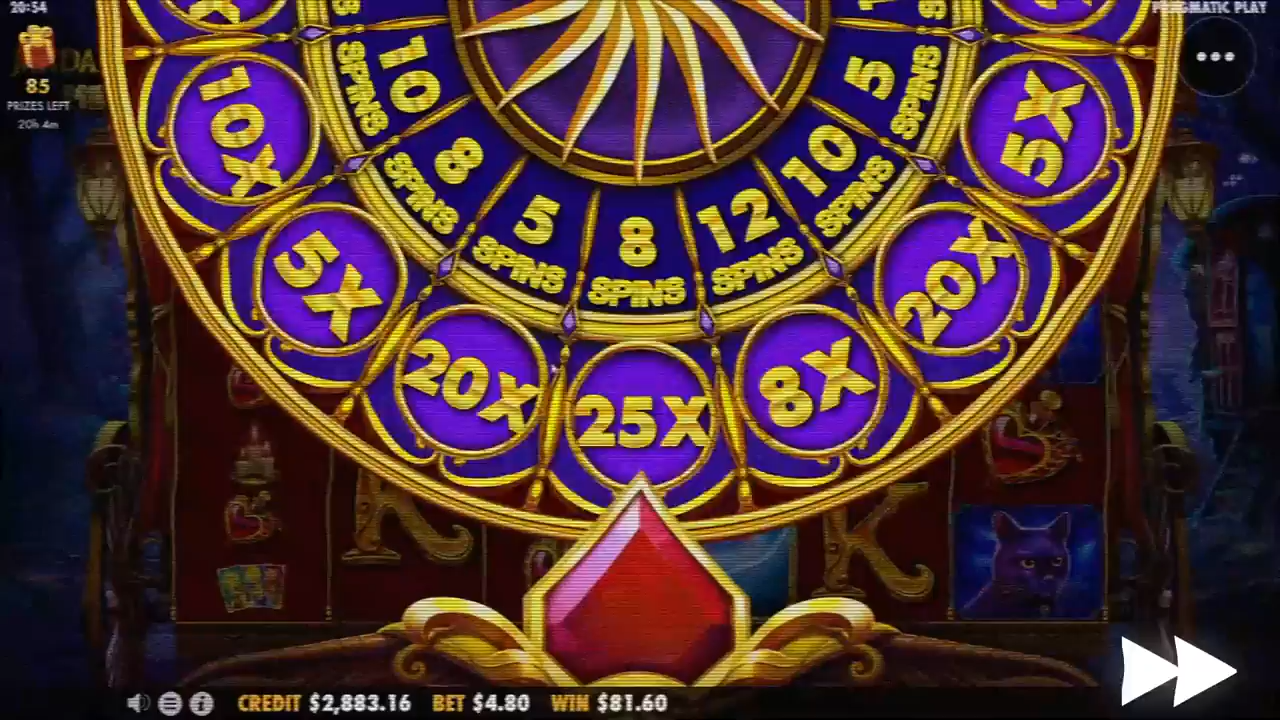 20:54
PRAGMATIC PLAY
85
PRIZES LEFT
20h 4m
10X
5X
20X
25X
8X
20X
5X
10
SPINS
8
SPINS
5
SPINS
8
SPINS
12
SPINS
10
SPINS
5
SPINS
K
K
CREDIT $2,883.16 BET $4.80 WIN $81.60